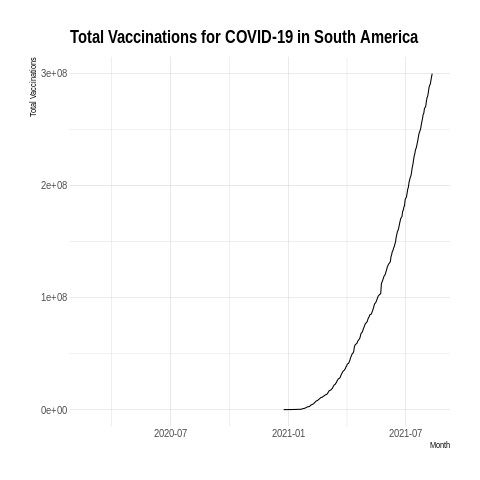 Total Vaccinations for COVID-19 in South America
Total Vaccinations
3e+08
2e+08
1e+08
0e+00
2020-07
2021-01
2021-07
Month